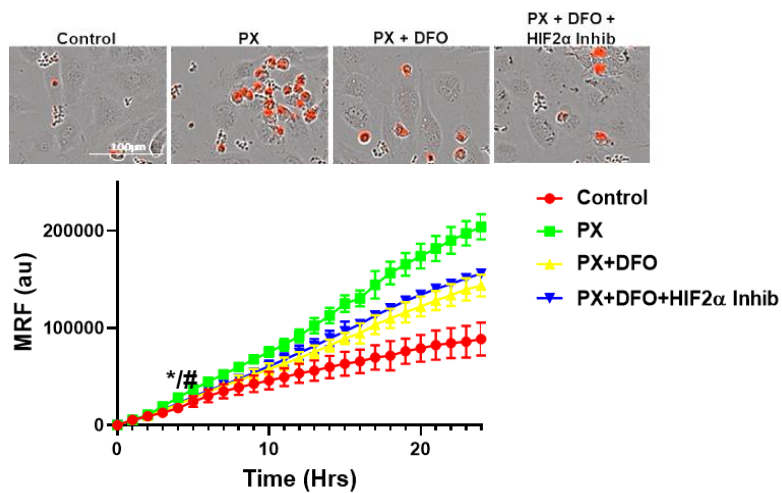 Control
PX
PX + DFO
PX + DFO +
HIF2α Inhib
100μm
MRF (au)
200000
100000
0
*/#
0
10
20
Time (Hrs)
Control
PX
PX+DFO
PX+DFO+HIF2α Inhib